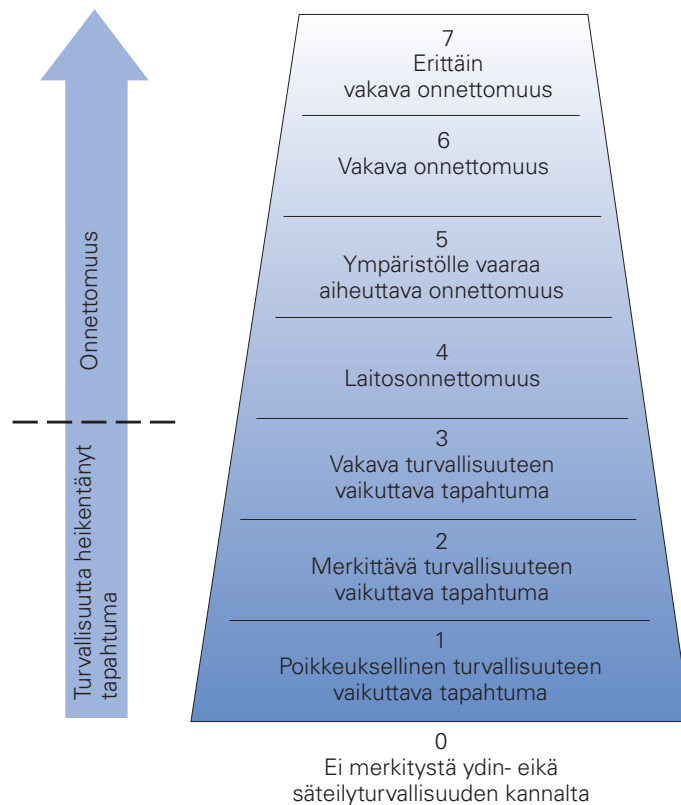 7
Erittäin
vakava onnettomuus
6
Vakava onnettomuus
5
Ympäristölle vaaraa
aiheuttava onnettomuus
4
Laitosonnettomuus
3
Vakava turvallisuuteen
vaikuttava tapahtuma
2
Merkittävä turvallisuuteen
vaikuttava tapahtuma
1
Poikkeuksellinen turvallisuuteen
vaikuttava tapahtuma
0
Ei merkitystä ydin- eikä
säteilyturvallisuuden kannalta
Onnettomuus
Turvallisuutta heikentänyt
tapahtuma